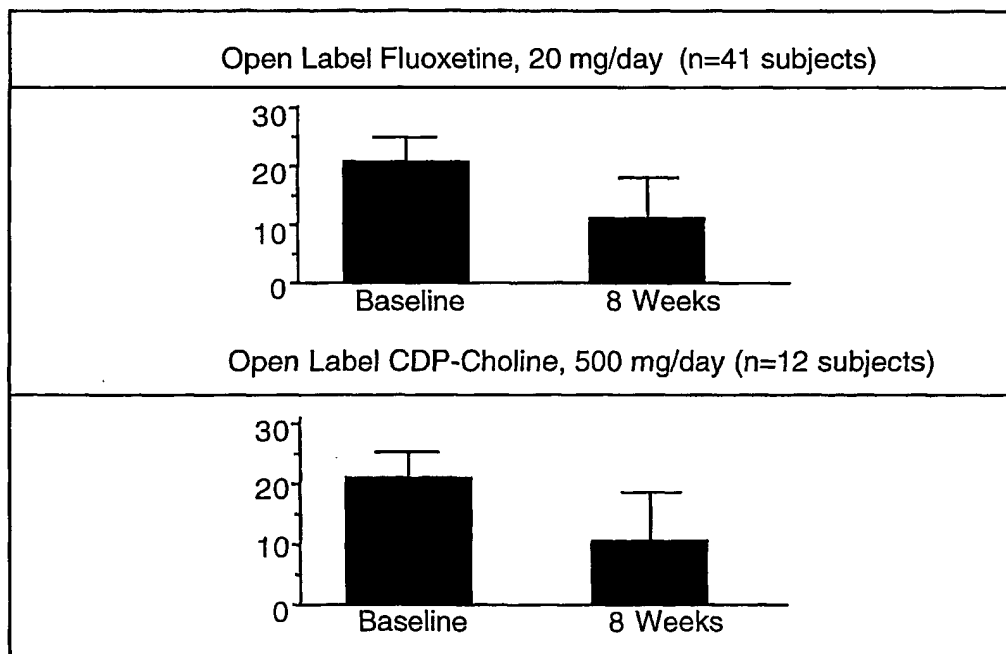 Open Label Fluoxetine, 20 mg/day (n=41 subjects)
30
20
10
0
Baseline 8 Weeks
Open Label CDP-Choline, 500 mg/day (n=12 subjects)
30
20
10
0
Baseline 8 Weeks